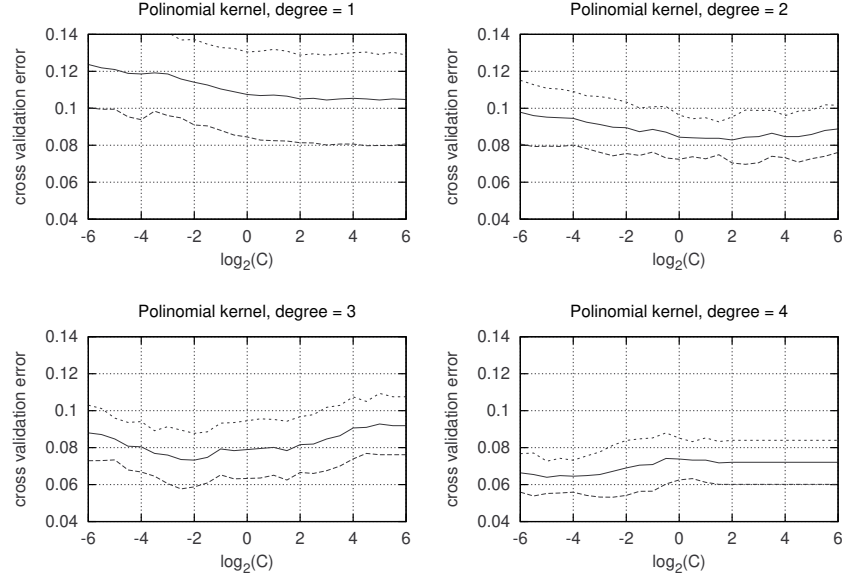 Polinomial kernel, degree = 1
0.14
0.12
0.1
0.08
0.06
0.04
-6 -4 -2 0 2 4 6
cross validation error
log2(C)
Polinomial kernel, degree = 2
0.14
0.12
0.1
0.08
0.06
0.04
-6 -4 -2 0 2 4 6
cross validation error
log2(C)
Polinomial kernel, degree = 3
0.14
0.12
0.1
0.08
0.06
0.04
-6 -4 -2 0 2 4 6
cross validation error
log2(C)
Polinomial kernel, degree = 4
0.14
0.12
0.1
0.08
0.06
0.04
-6 -4 -2 0 2 4 6
cross validation error
log2(C)